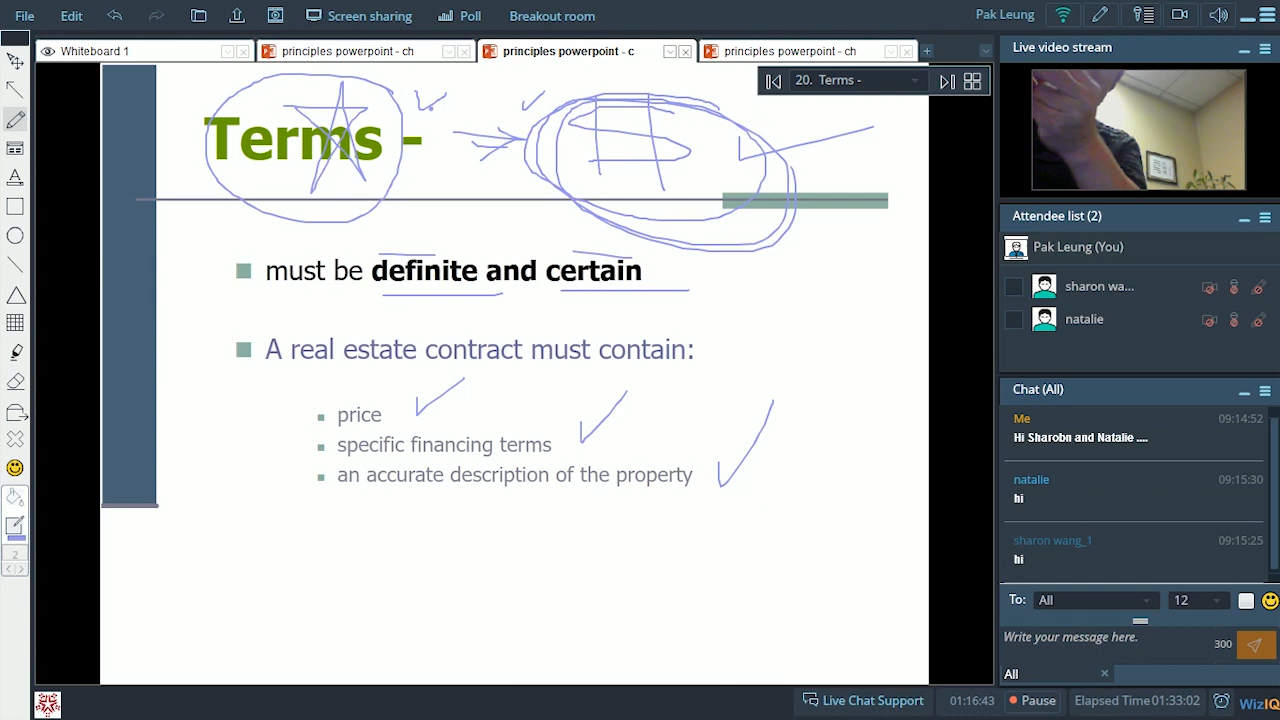 File Edit Screen sharing Poll Breakout room Pak Leung
Whiteboard 1 principles powerpoint - ch principles powerpoint - c principles powerpoint - ch
20. Terms -
Terms -
must be definite and certain
A real estate contract must contain:
price
specific financing terms
an accurate description of the property
2
Live video stream
Attendee list (2)
Pak Leung (You)
sharon wa...
natalie
Chat (All)
Me 09:14:52
Hi Sharobn and Natalie ....
natalie 09:15:30
hi
sharon wang_1 09:15:25
hi
To: All 12
Write your message here. 300
All
Live Chat Support 01:16:43 Pause Elapsed Time 01:33:02 WizIQ